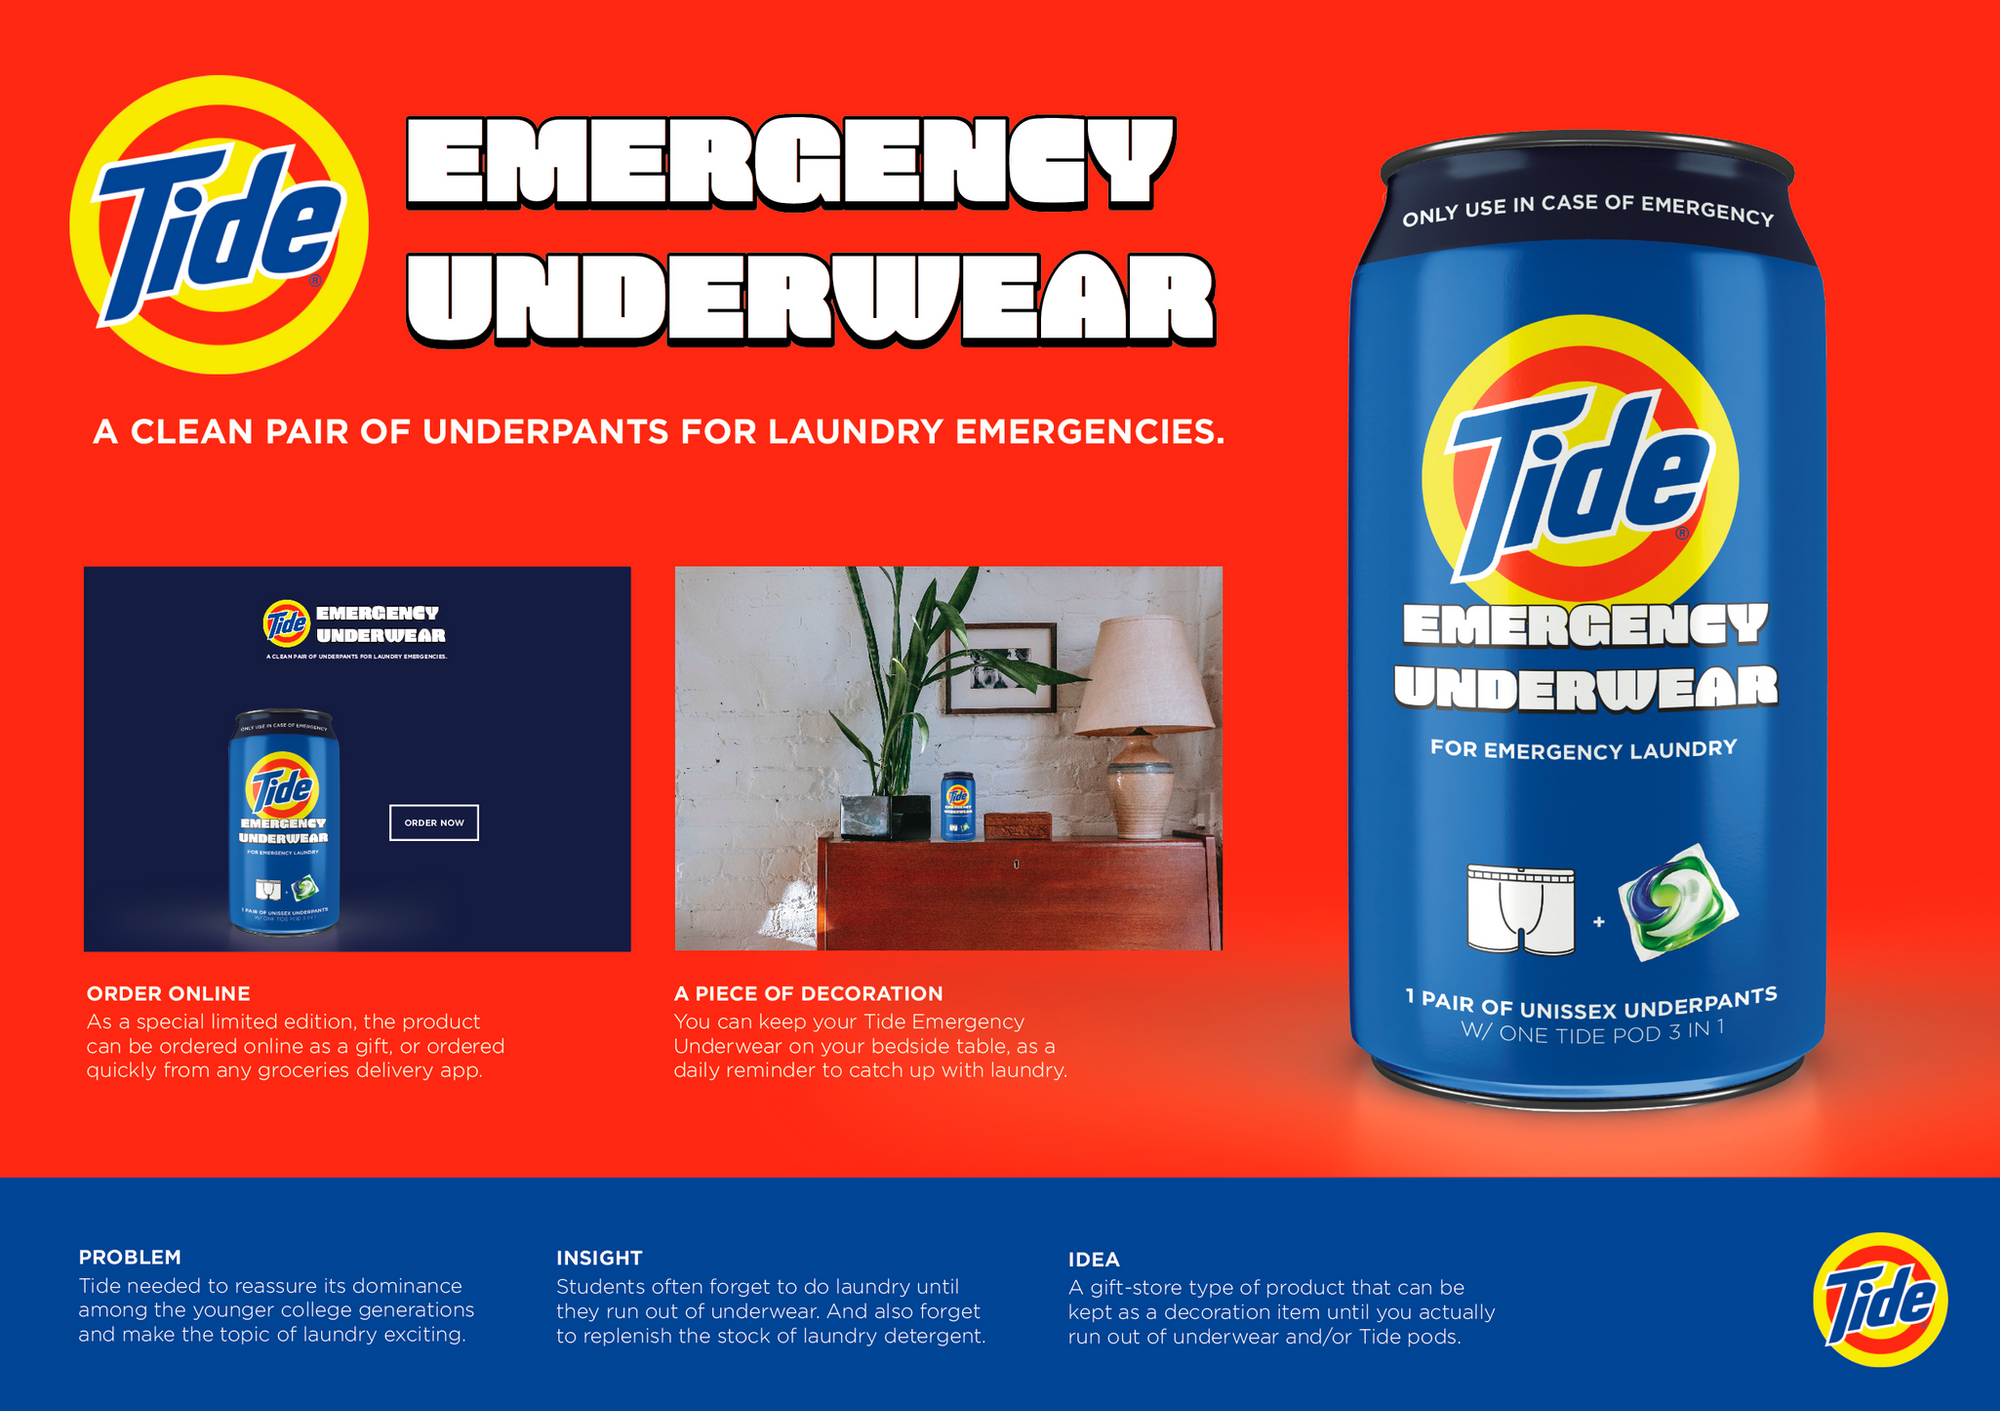 Tide
®
EMERGENCY
UNDERWEAR
A CLEAN PAIR OF UNDERPANTS FOR LAUNDRY EMERGENCIES.
Tide
EMERGENCY
UNDERWEAR
A CLEAN PAIR OF UNDERPANTS FOR LAUNDRY EMERGENCIES.
ONLY USE IN CASE OF EMERGENCY
Tide
EMERGENCY
UNDERWEAR
FOR EMERGENCY LAUNDRY
+
1 PAIR OF UNISSEX UNDERPANTS
W/ ONE TIDE POD 3 IN 1
ORDER NOW
ORDER ONLINE
As a special limited edition, the product
can be ordered online as a gift, or ordered
quickly from any groceries delivery app.
Tide
EMERGENCY
UNDERWEAR
A PIECE OF DECORATION
You can keep your Tide Emergency
Underwear on your bedside table, as a
daily reminder to catch up with laundry.
ONLY USE IN CASE OF EMERGENCY
Tide
®
EMERGENCY
UNDERWEAR
FOR EMERGENCY LAUNDRY
+
1 PAIR OF UNISSEX UNDERPANTS
W/ ONE TIDE POD 3 IN 1
PROBLEM
Tide needed to reassure its dominance
among the younger college generations
and make the topic of laundry exciting.
INSIGHT
Students often forget to do laundry until
they run out of underwear. And also forget
to replenish the stock of laundry detergent.
IDEA
A gift-store type of product that can be
kept as a decoration item until you actually
run out of underwear and/or Tide pods.
Tide